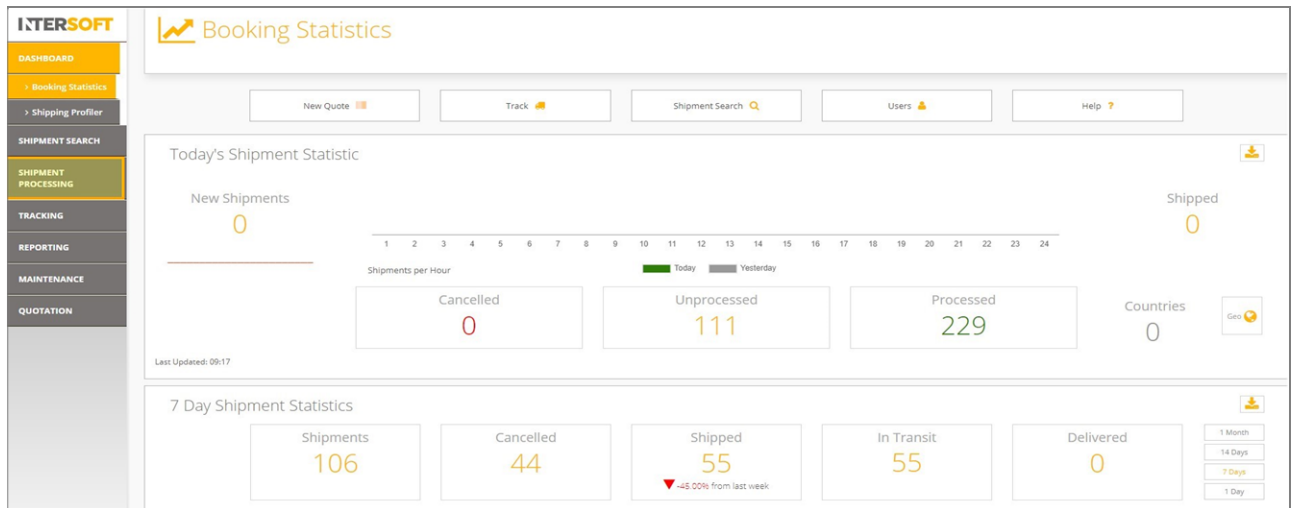 INTERSOFT
DASHBOARD
> Booking Statistics
> Shipping Profiler
SHIPMENT SEARCH
SHIPMENT
PROCESSING
TRACKING
REPORTING
MAINTENANCE
QUOTATION
Booking Statistics
New Quote
Track
Shipment Search
Users
Help ?
Today's Shipment Statistic
New Shipments
0
Shipped
0
1 2 3 4 5 6 7 8 9 10 11 12 13 14 15 16 17 18 19 20 21 22 23 24
Shipments per Hour
Today Yesterday
Cancelled
0
Unprocessed
111
Processed
229
Countries
0
Geo
Last Updated: 09:17
7 Day Shipment Statistics
Shipments
106
Cancelled
44
Shipped
55
-45.00% from last week
In Transit
55
Delivered
0
1 Month
14 Days
7 Days
1 Day